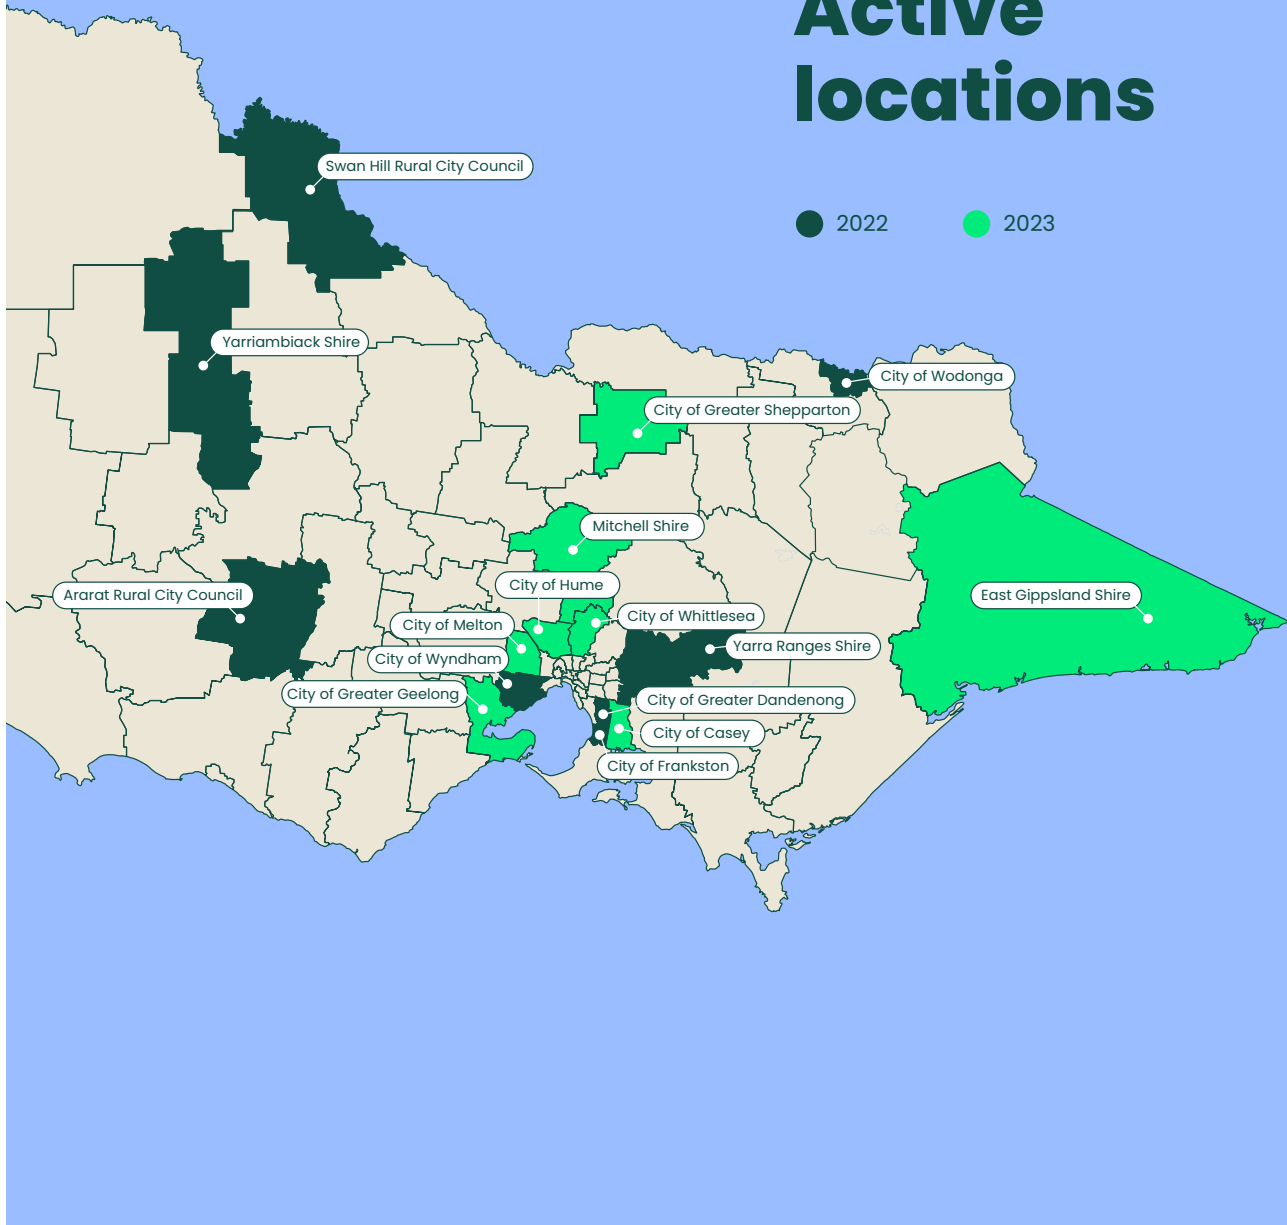 Active
locations
2022
2023
Swan Hill Rural City Council
Yarriambiack Shire
City of Wodonga
City of Greater Shepparton
Mitchell Shire
City of Hume
Ararat Rural City Council
East Gippsland Shire
City of Whittlesea
City of Melton
Yarra Ranges Shire
City of Wyndham
City of Greater Geelong
City of Greater Dandenong
City of Casey
City of Frankston